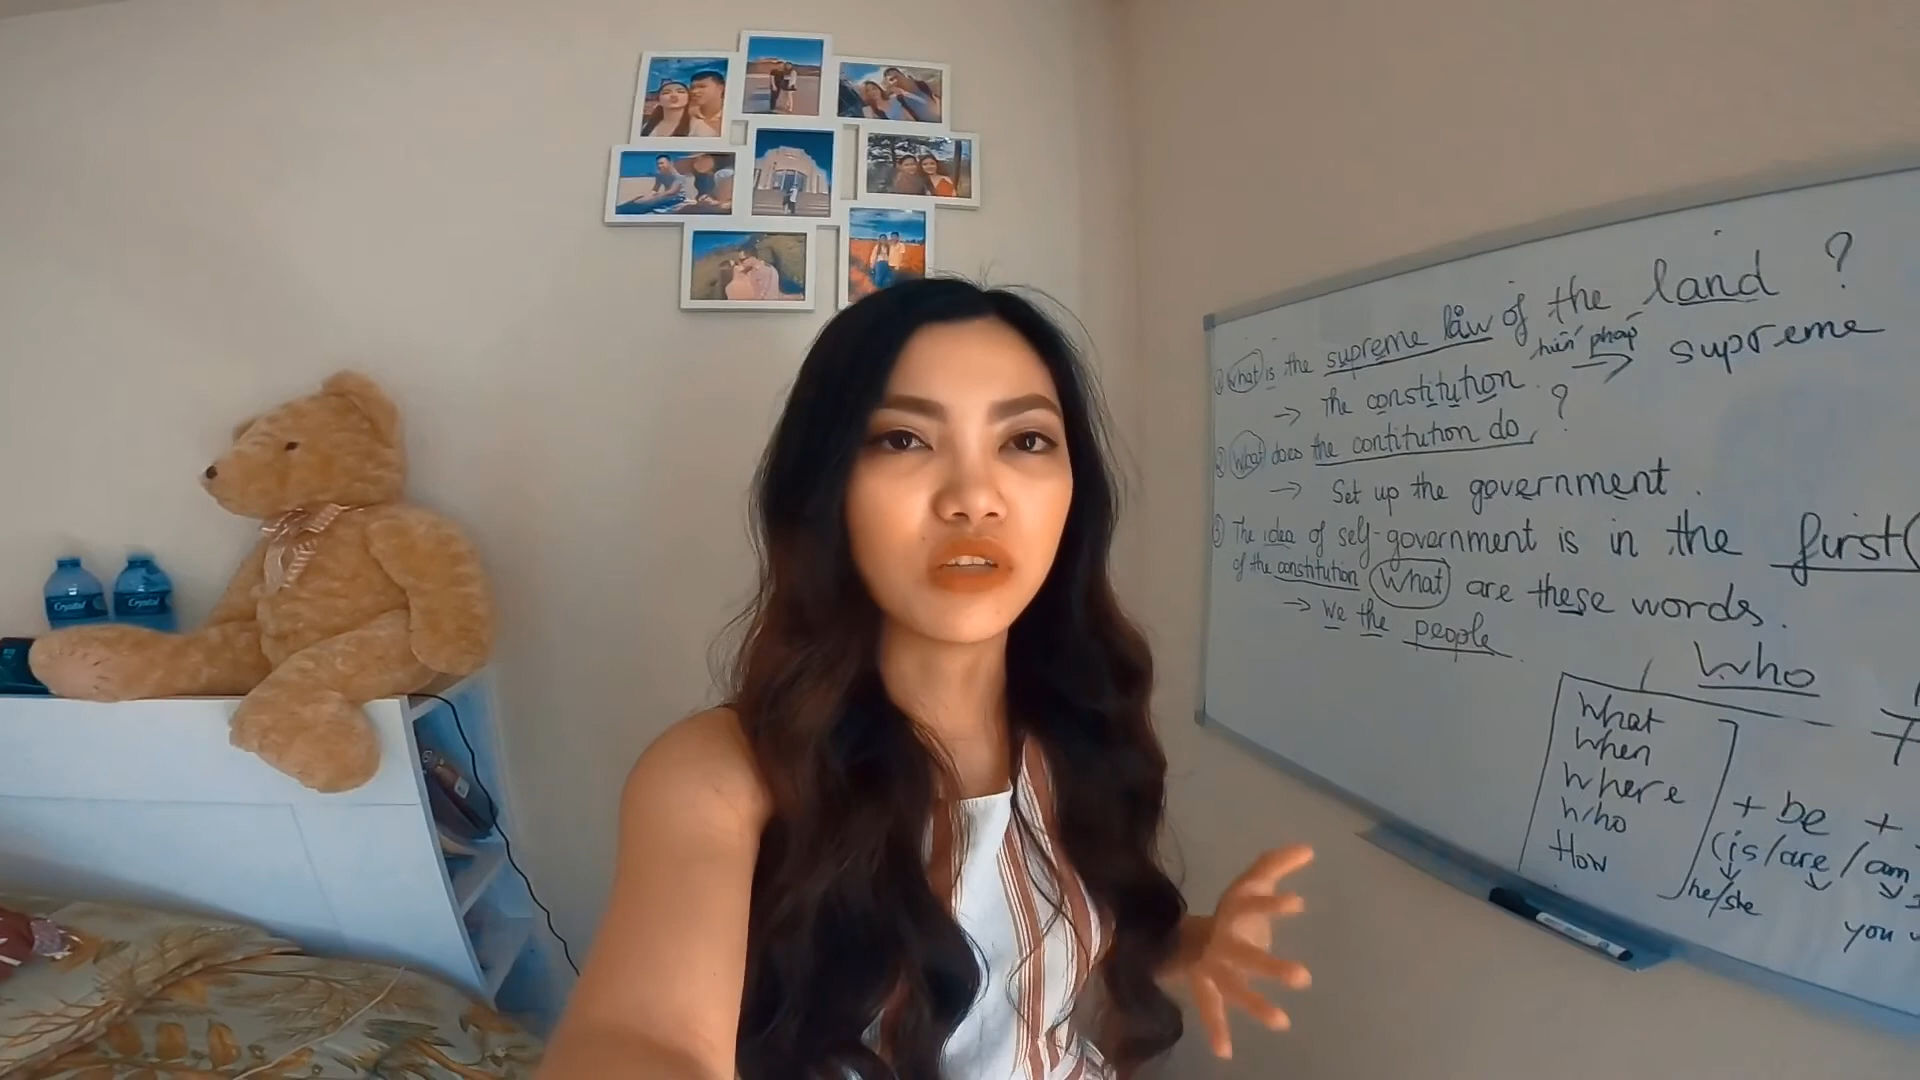 ① What is the supreme law of the land ?
hiến pháp
→ the constitution. → supreme
② What does the contitution do, ?
→ Set up the government.
③ The idea of self-government is in the first
of the constitution What are these words.
→ we the people.
who
What
When
Where
who
How
+ be +
(is/are/am
he/she
you
Crystal
Crystal